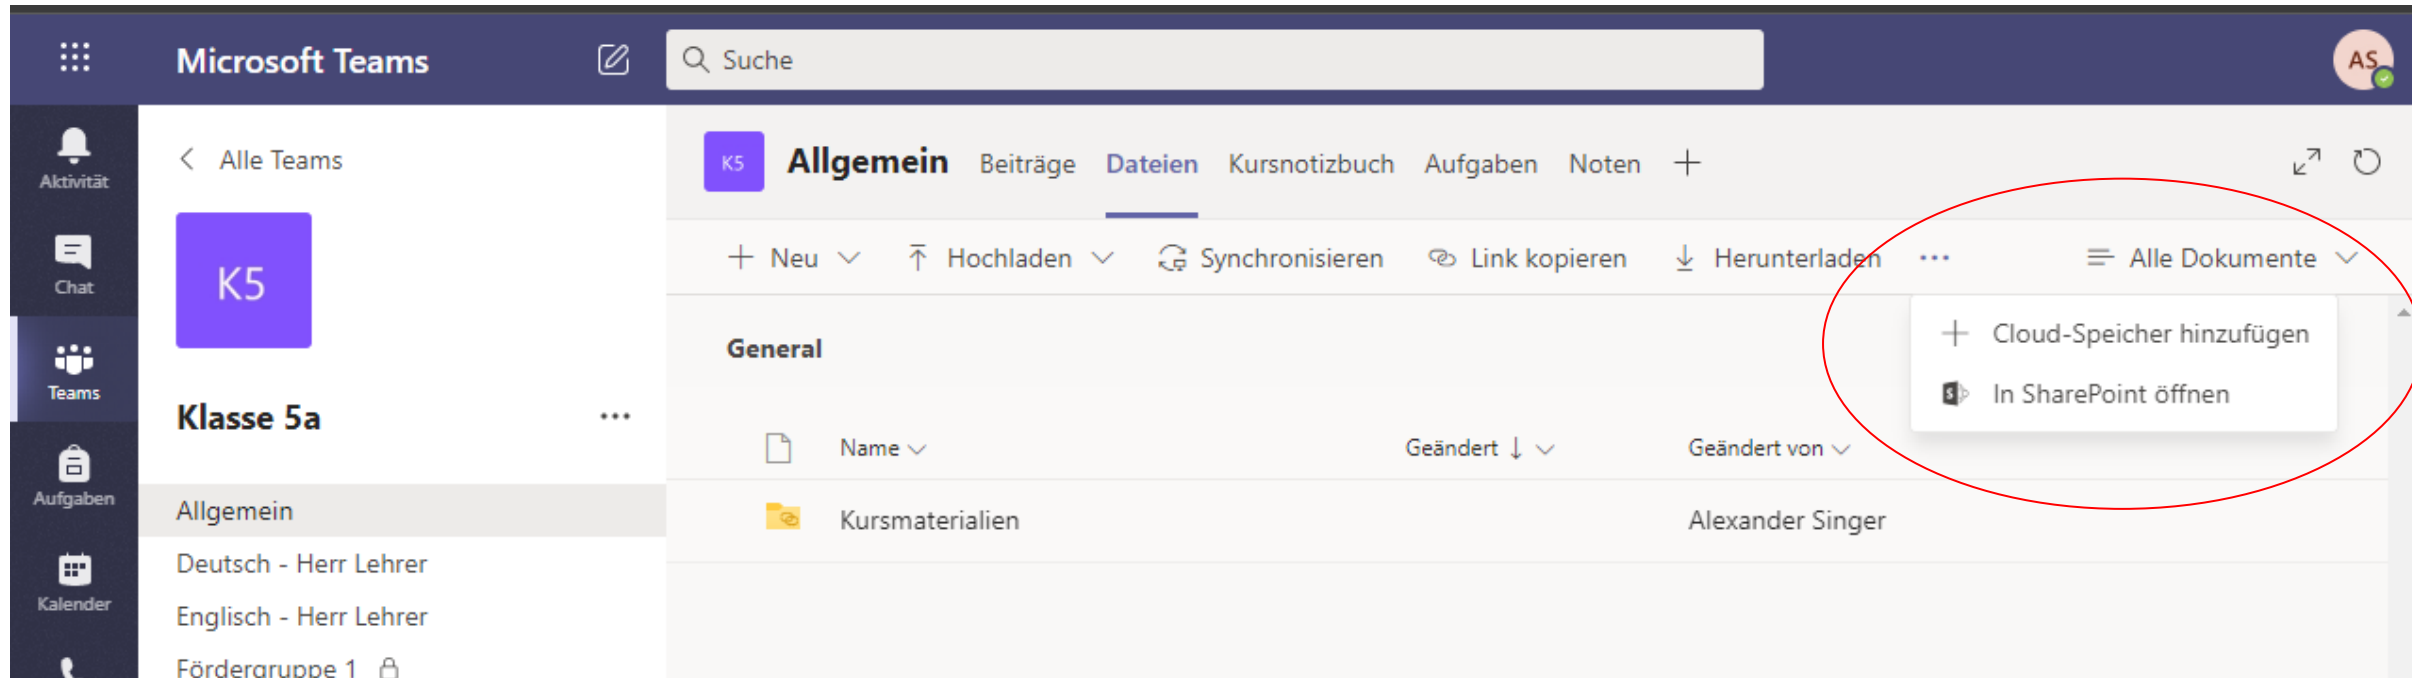 Microsoft Teams
Suche
AS
Aktivität
Chat
Teams
Aufgaben
Kalender
Alle Teams
K5
Klasse 5a
Allgemein
Deutsch - Herr Lehrer
Englisch - Herr Lehrer
Fördergruppe 1
K5 Allgemein Beiträge Dateien Kursnotizbuch Aufgaben Noten
Neu Hochladen Synchronisieren Link kopieren Herunterladen Alle Dokumente
Cloud-Speicher hinzufügen
In SharePoint öffnen
General
Name Geändert Geändert von
Kursmaterialien Alexander Singer